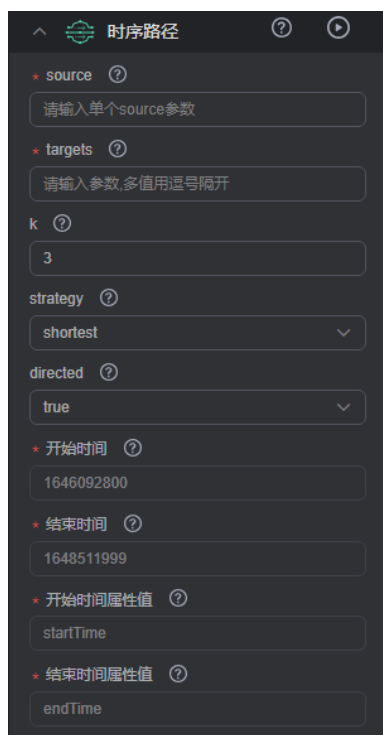 时序路径
* source
请输入单个source参数
* targets
请输入参数,多值用逗号隔开
k
3
strategy
shortest
directed
true
* 开始时间
1646092800
* 结束时间
1648511999
* 开始时间属性值
startTime
* 结束时间属性值
endTime